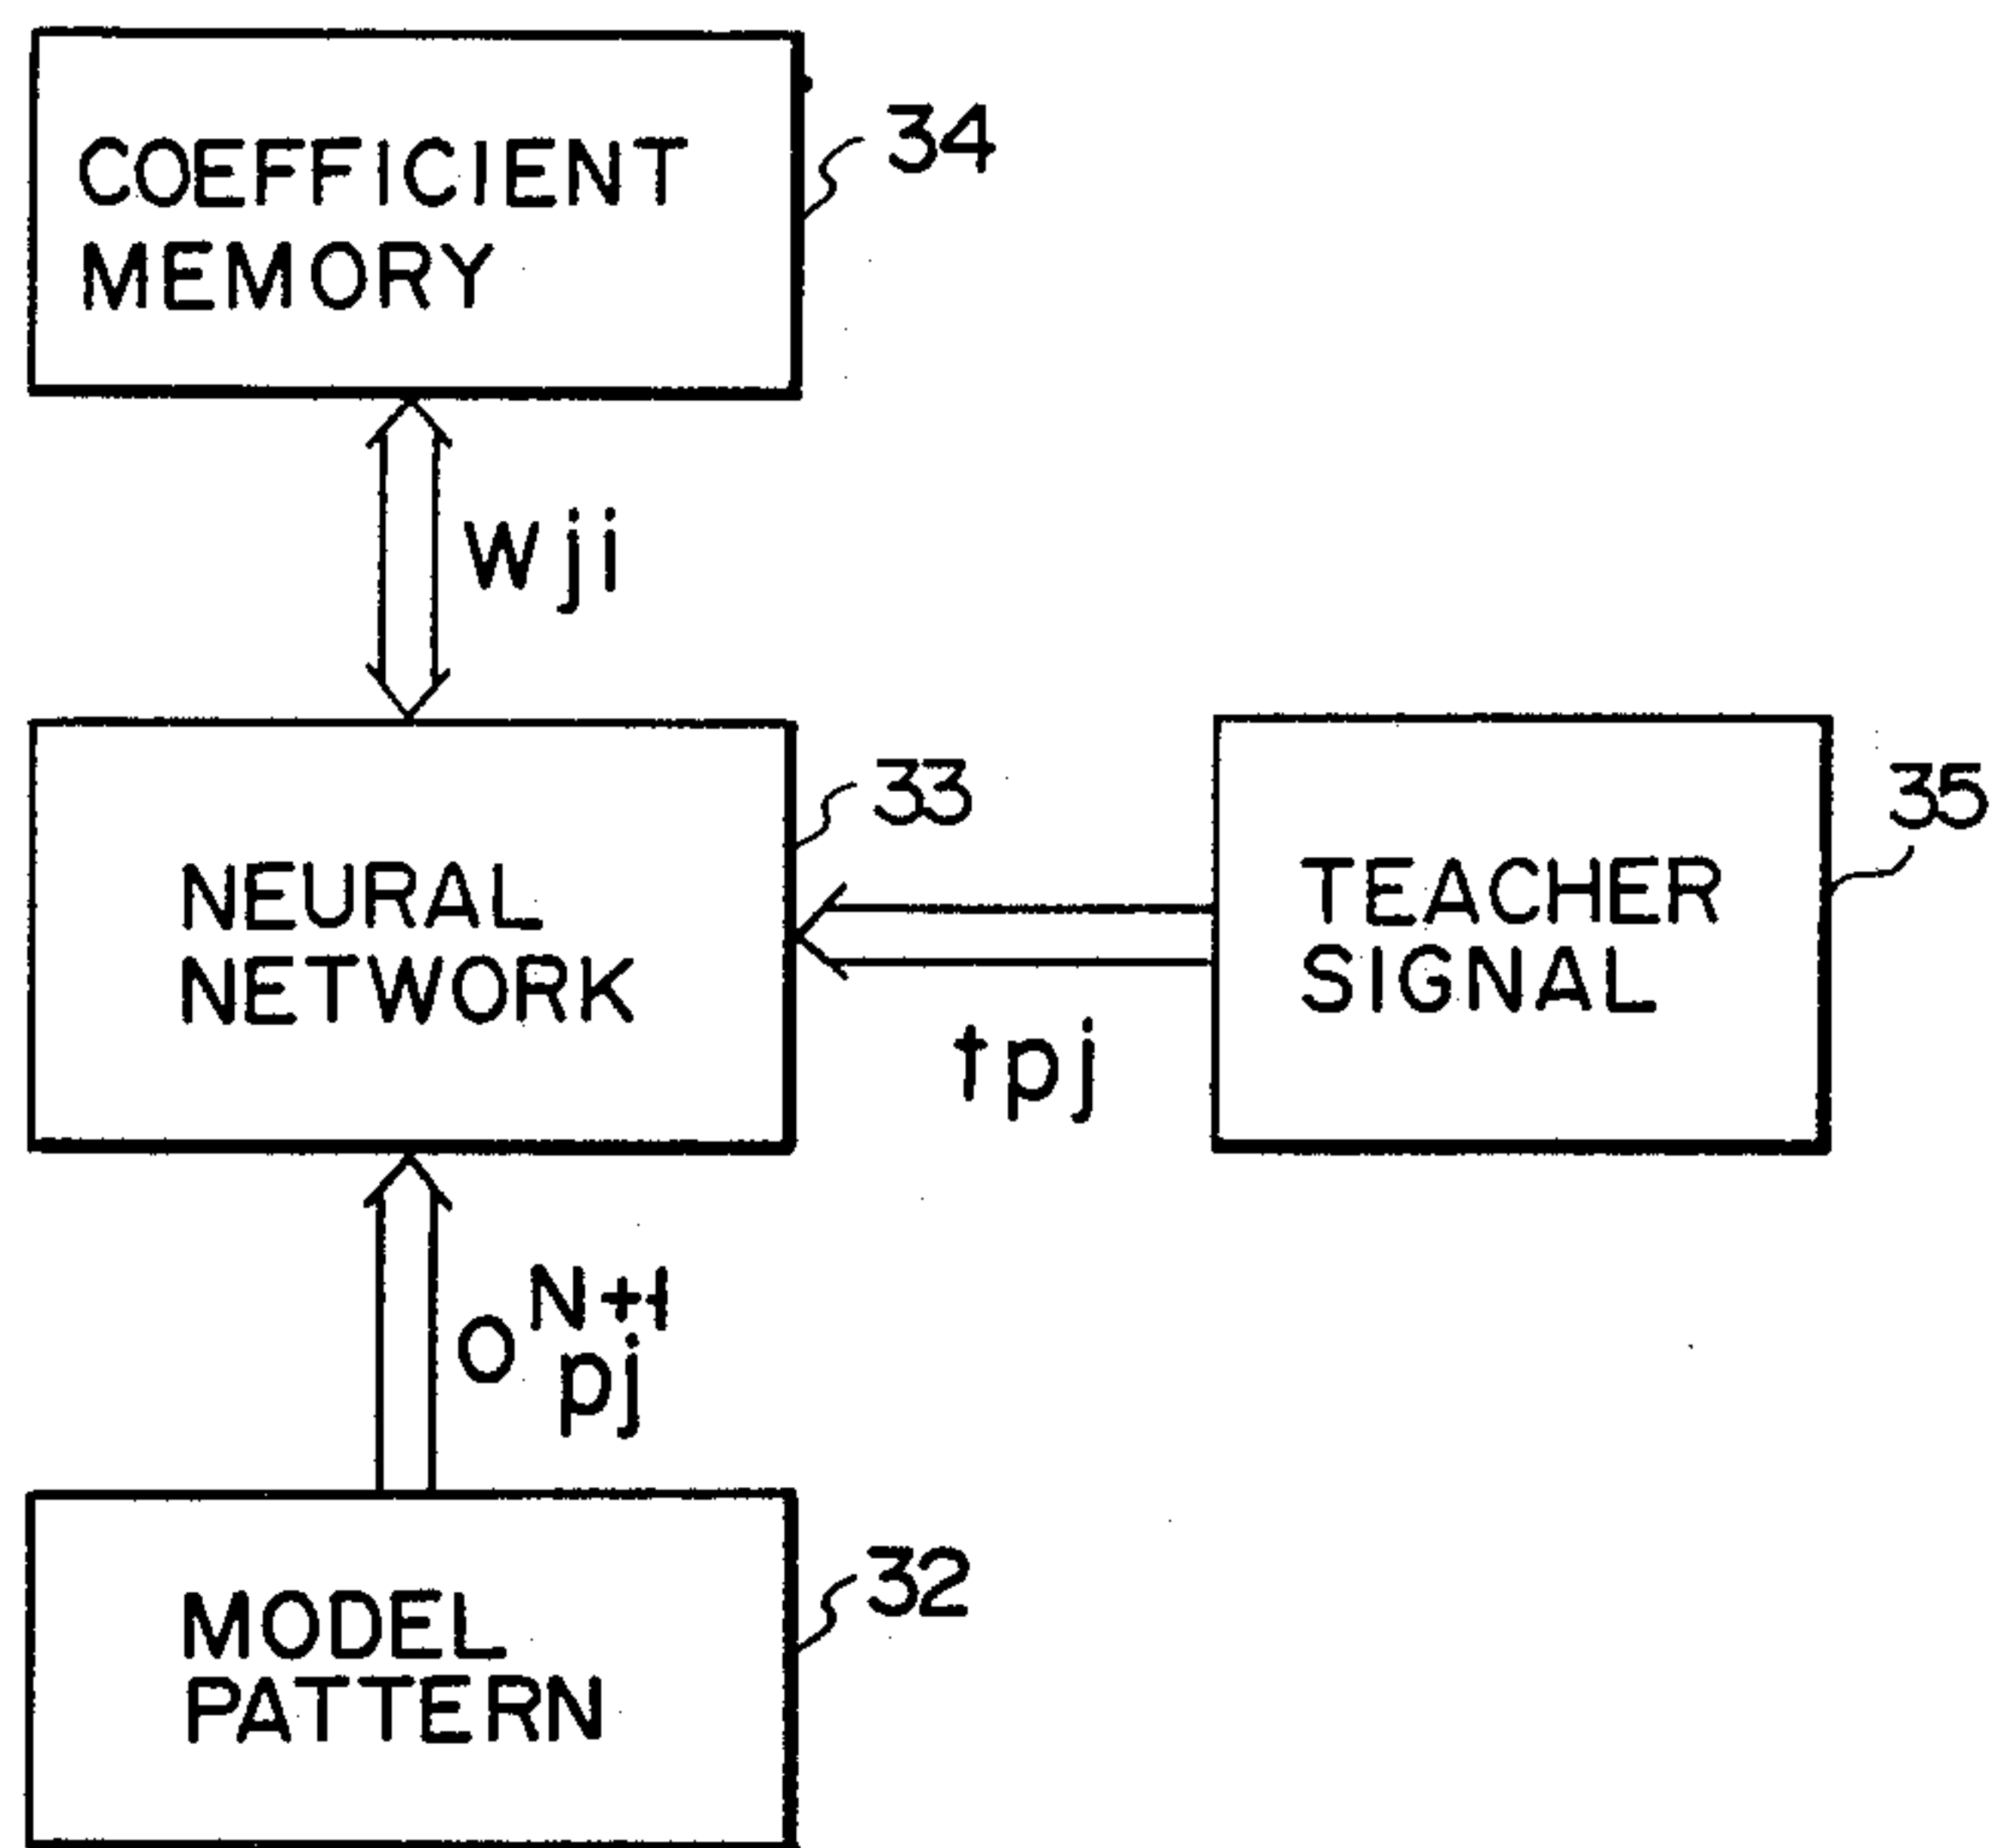 COEFFICIENT
MEMORY
34
Wji
NEURAL
NETWORK
33
TEACHER
SIGNAL
35
tpj
O N+1 pj
MODEL
PATTERN
32